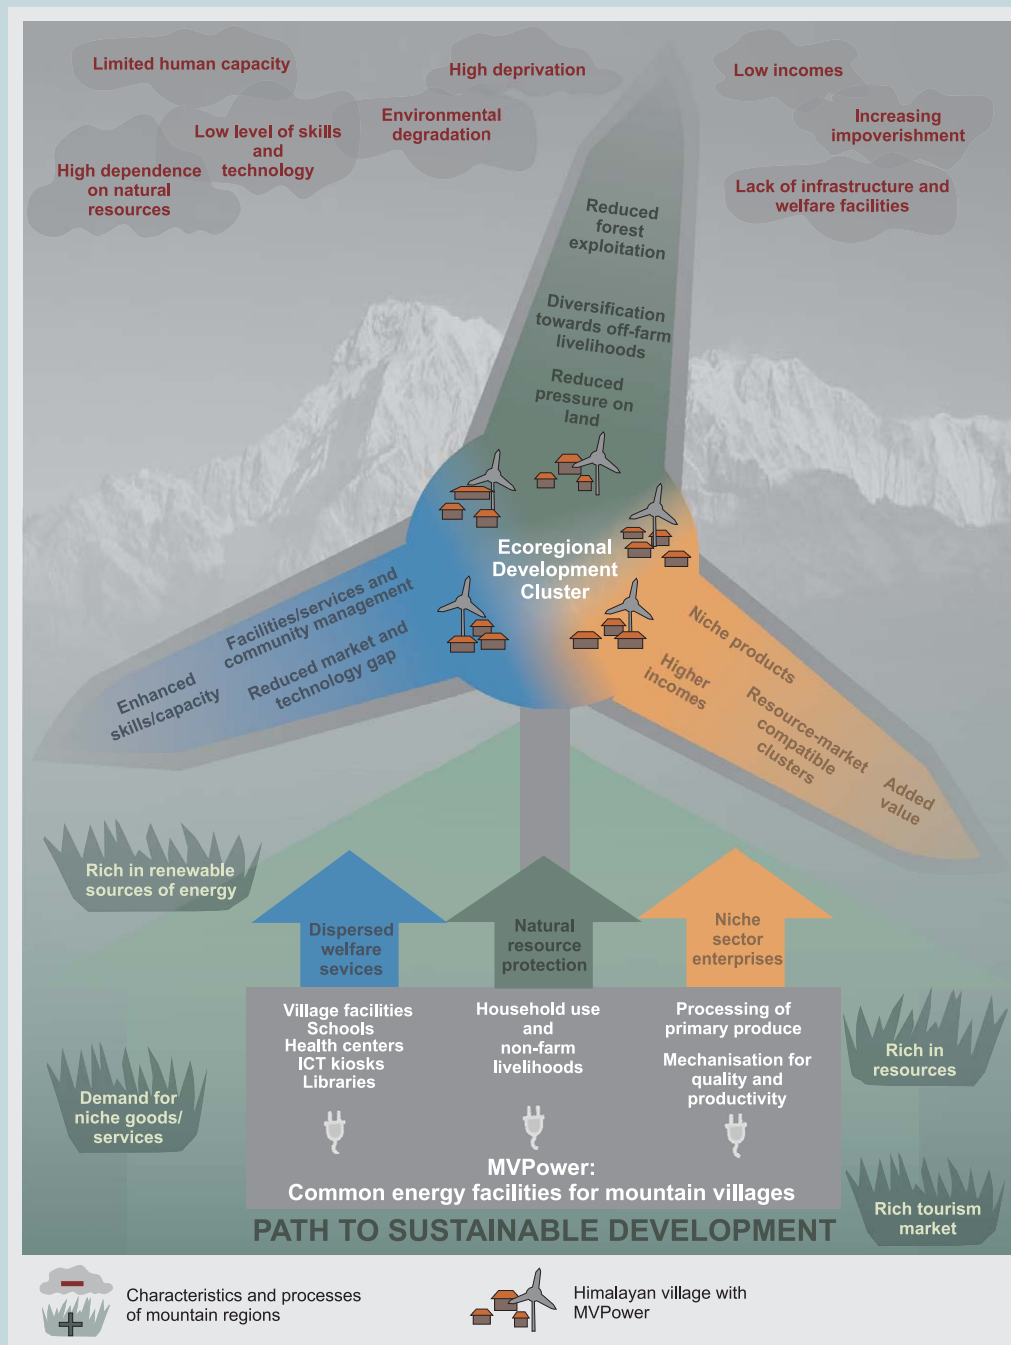 Limited human capacity
High deprivation
Low incomes
Environmental
degradation
Increasing
impoverishment
Low level of skills
and
technology
High dependence
on natural
resources
Lack of infrastructure and
welfare facilities
Reduced
forest
exploitation
Diversification
towards off-farm
livelihoods
Reduced
pressure on
land
Ecoregional
Development
Cluster
Facilities/services and
community management
Reduced market and
technology gap
Enhanced
skills/capacity
Niche products
Higher
incomes
Resource-market
compatible
clusters
Added
value
Rich in renewable
sources of energy
Dispersed
welfare
sevices
Natural
resource
protection
Niche
sector
enterprises
Village facilities
Schools
Health centers
ICT kiosks
Libraries
Household use
and
non-farm
livelihoods
Processing of
primary produce
Mechanisation for
quality and
productivity
Rich in
resources
Demand for
niche goods/
services
MVPower:
Common energy facilities for mountain villages
Rich tourism
market
PATH TO SUSTAINABLE DEVELOPMENT
Characteristics and processes
of mountain regions
Himalayan village with
MVPower